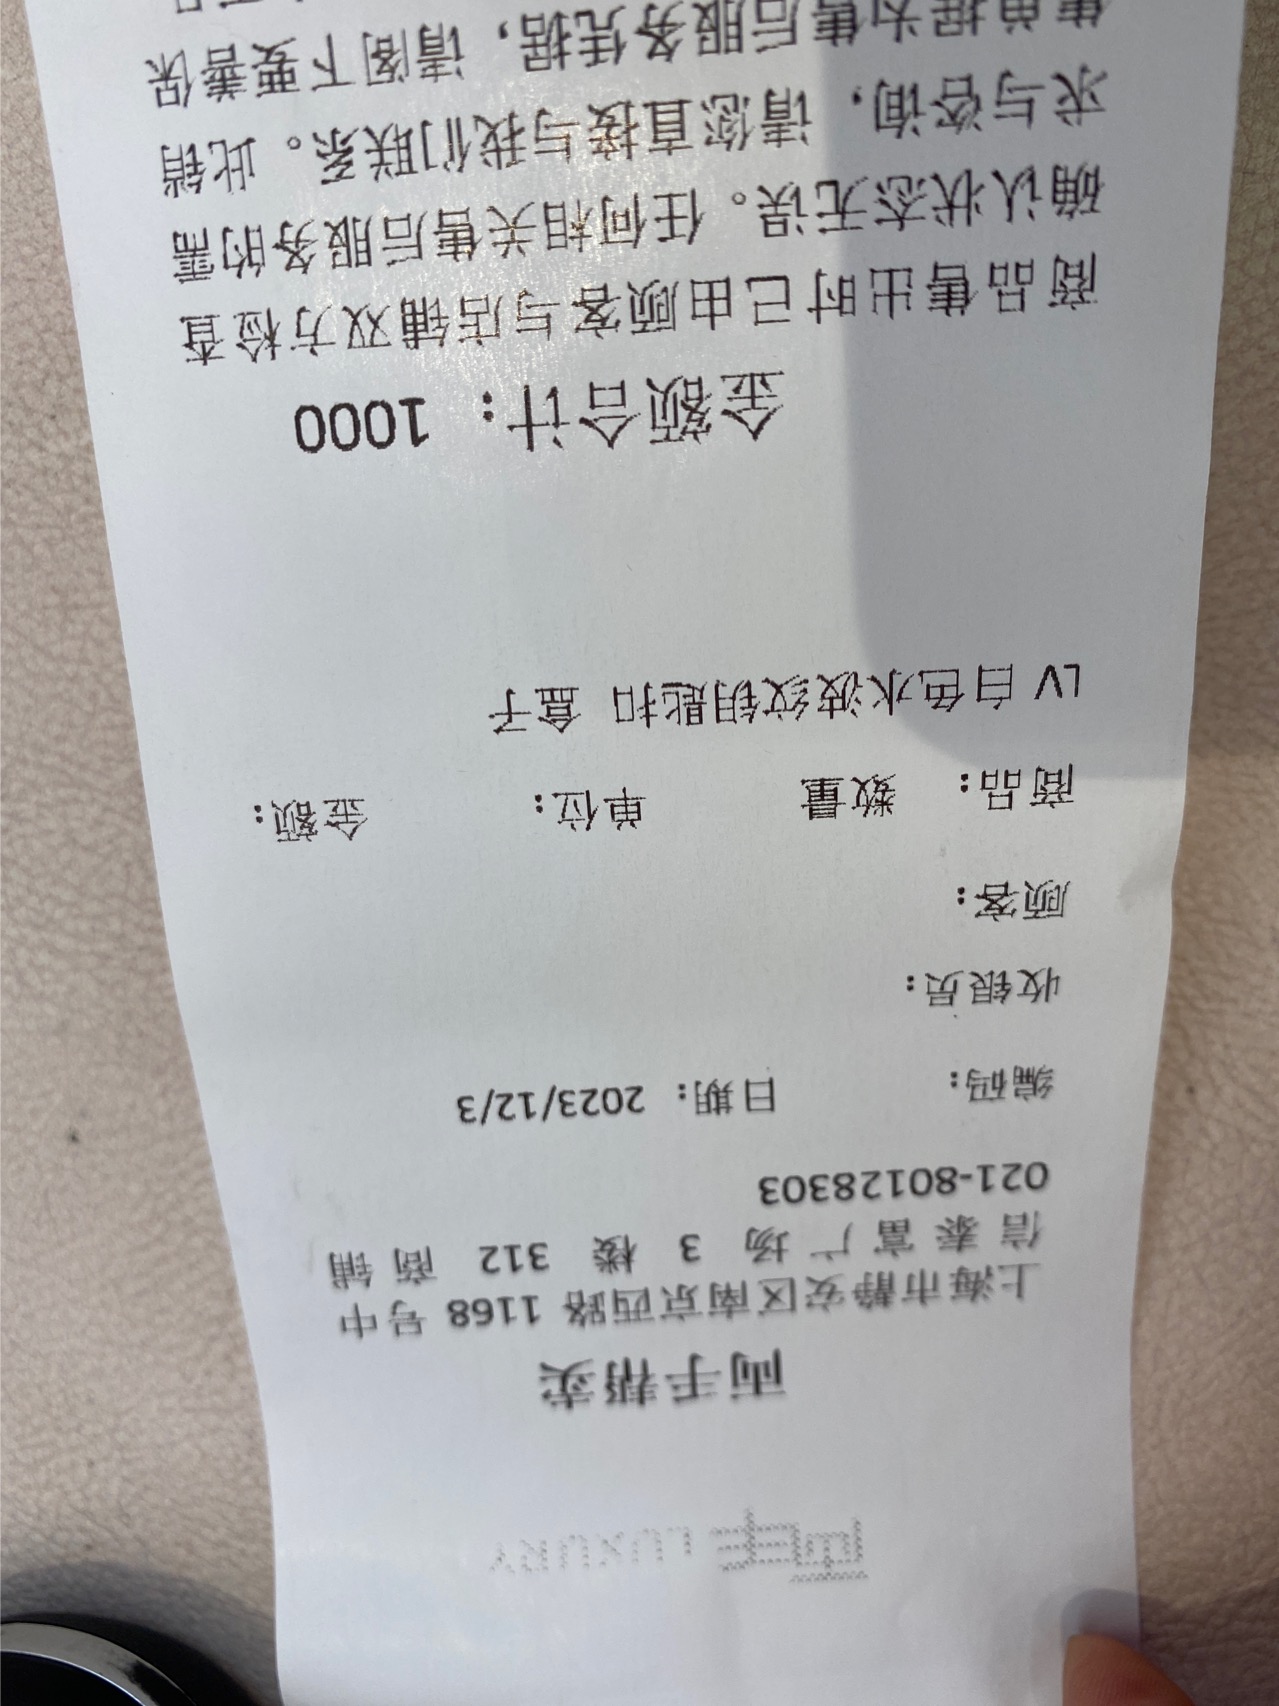 両手 LUXURY
両手帮卖
上海市静安区南京西路 1168 号中
信泰富广场 3 楼 312 商铺
021-80128303
编码: 日期: 2023/12/3
收银员:
顾客:
商品: 数量 单位: 金额:
LV 白色水波纹钥匙扣 盒子
金额合计: 1000
商品售出时已由顾客与店铺双方检查
确认状态无误。任何相关售后服务的需
求与咨询，请您直接与我们联系。此销
售单据为售后服务凭据，请阁下要善保